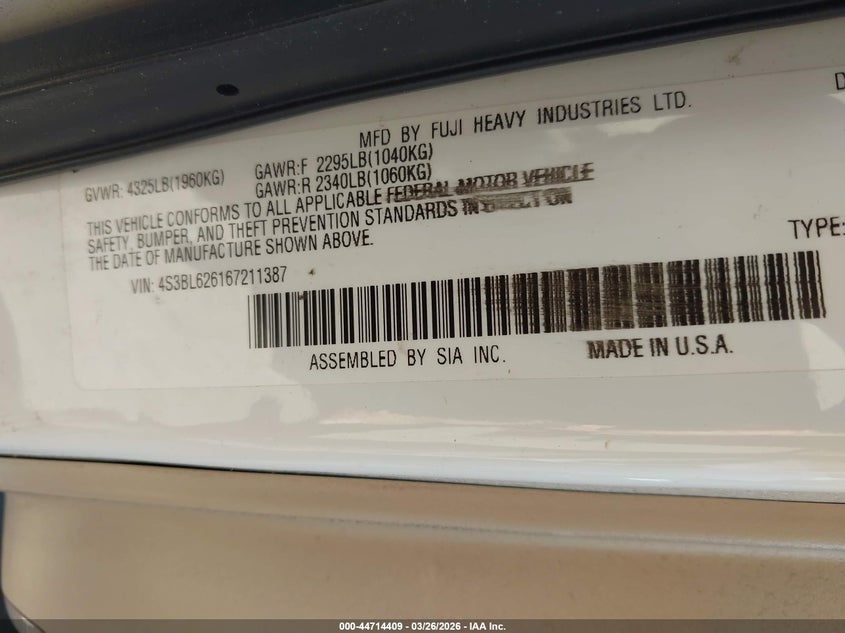 D
MFD BY FUJI HEAVY INDUSTRIES LTD.
GVWR: 4325LB(1960KG) GAWR:F 2295LB(1040KG)
GAWR:R 2340LB(1060KG)
THIS VEHICLE CONFORMS TO ALL APPLICABLE FEDERAL MOTOR VEHICLE
SAFETY, BUMPER, AND THEFT PREVENTION STANDARDS IN EFFECT ON
THE DATE OF MANUFACTURE SHOWN ABOVE.
TYPE:
VIN: 4S3BL626167211387
ASSEMBLED BY SIA INC. MADE IN U.S.A.
000-44714409 | 03/26/2026 | IAA Inc.